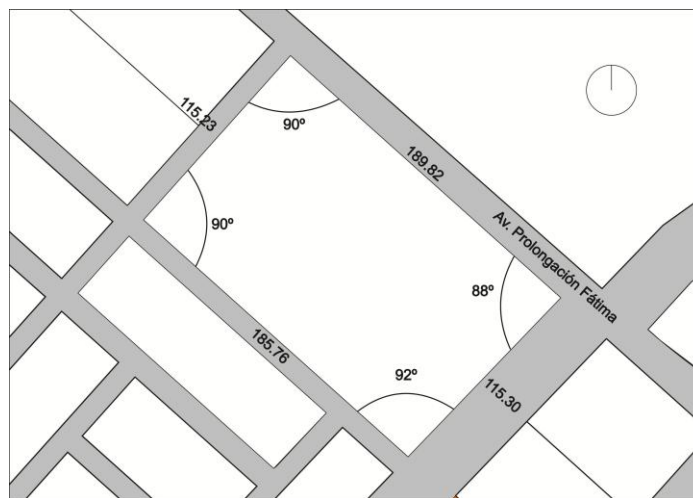 115.23
90º
189.82
Av. Prolongación Fátima
90º
88º
185.76
92º
115.30